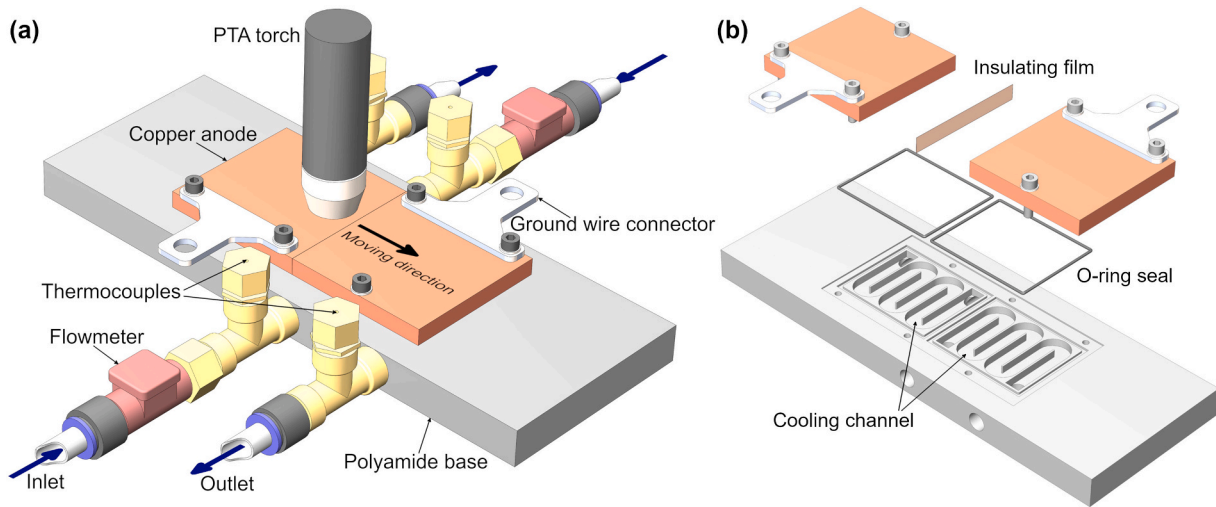 (a)
PTA torch
Copper anode
Ground wire connector
Moving direction
Thermocouples
Flowmeter
Inlet
Outlet
Polyamide base
(b)
Insulating film
O-ring seal
Cooling channel